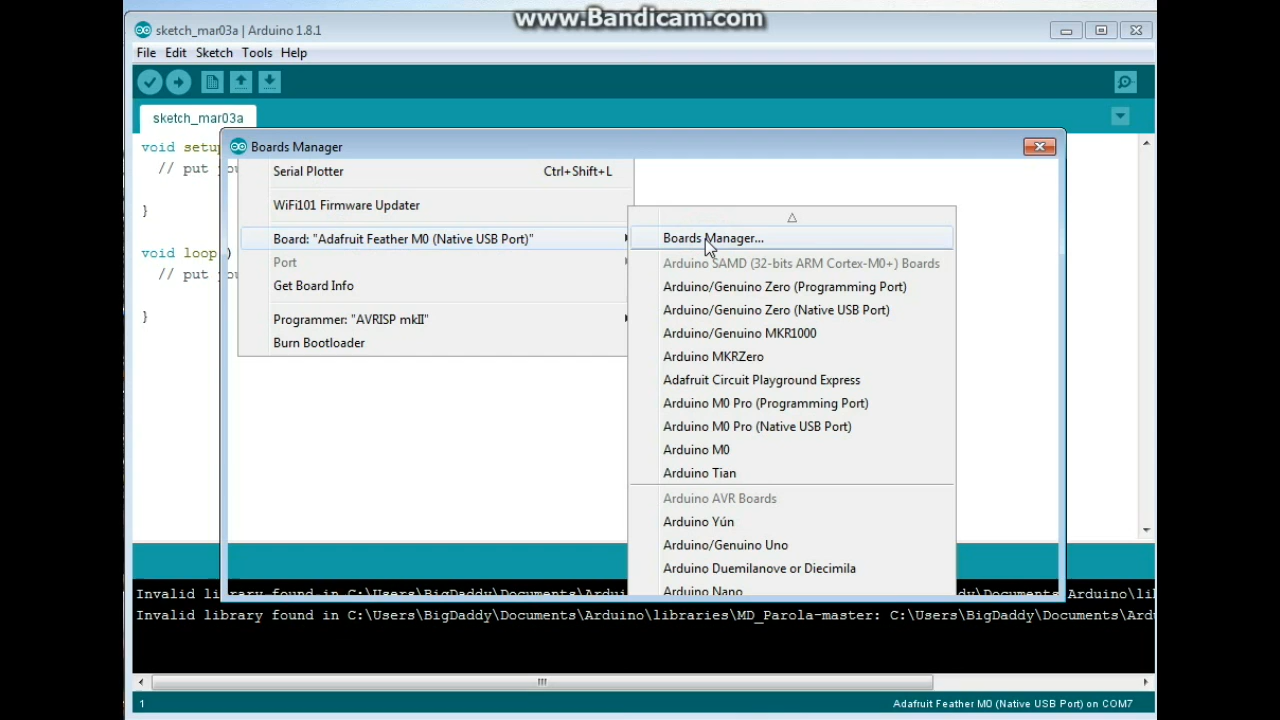 www.Bandicam.com
sketch_mar03a | Arduino 1.8.1
File Edit Sketch Tools Help
sketch_mar03a
Boards Manager
void setup
// put you
}
void loop()
// put you
}
Serial Plotter Ctrl+Shift+L
WiFi101 Firmware Updater
Board: "Adafruit Feather M0 (Native USB Port)"
Port
Get Board Info
Programmer: "AVRISP mkII"
Burn Bootloader
Boards Manager...
Arduino SAMD (32-bits ARM Cortex-M0+) Boards
Arduino/Genuino Zero (Programming Port)
Arduino/Genuino Zero (Native USB Port)
Arduino/Genuino MKR1000
Arduino MKRZero
Adafruit Circuit Playground Express
Arduino M0 Pro (Programming Port)
Arduino M0 Pro (Native USB Port)
Arduino M0
Arduino Tian
Arduino AVR Boards
Arduino Yún
Arduino/Genuino Uno
Arduino Duemilanove or Diecimila
Arduino Nano
Invalid library found in C:\Users\BigDaddy\Documents\Ardui
y\Documents\Arduino\lib
Invalid library found in C:\Users\BigDaddy\Documents\Arduino\libraries\MD_Parola-master: C:\Users\BigDaddy\Documents\Ard
1 Adafruit Feather M0 (Native USB Port) on COM7